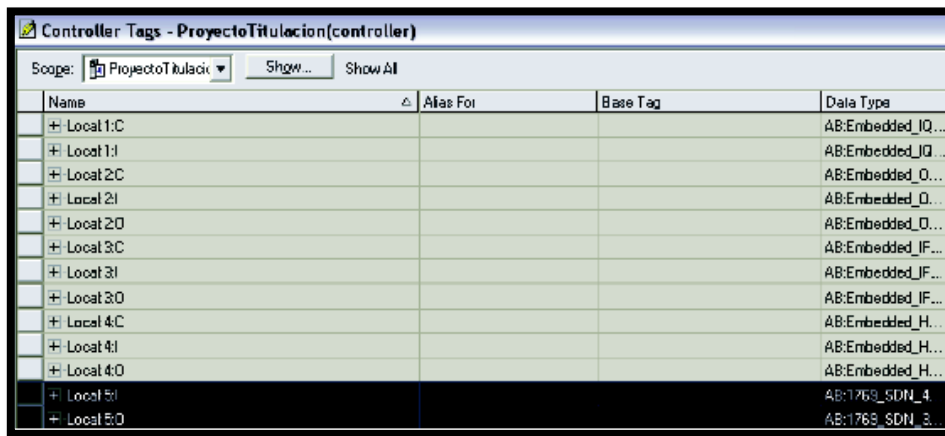 Controller Tags - ProyectoTitulacion(controller)
Scope: ProyectoTitulacic Show... Show All
Name Alias For Base Tag Data Type
Local:1:C AB:Embedded_IQ...
Local:1:I AB:Embedded_IQ...
Local:2:C AB:Embedded_O...
Local:2:I AB:Embedded_O...
Local:2:O AB:Embedded_O...
Local:3:C AB:Embedded_IF...
Local:3:I AB:Embedded_IF...
Local:3:O AB:Embedded_IF...
Local:4:C AB:Embedded_H...
Local:4:I AB:Embedded_H...
Local:4:O AB:Embedded_H...
Local:5:I AB:1769_SDN_4...
Local:5:O AB:1769_SDN_3...